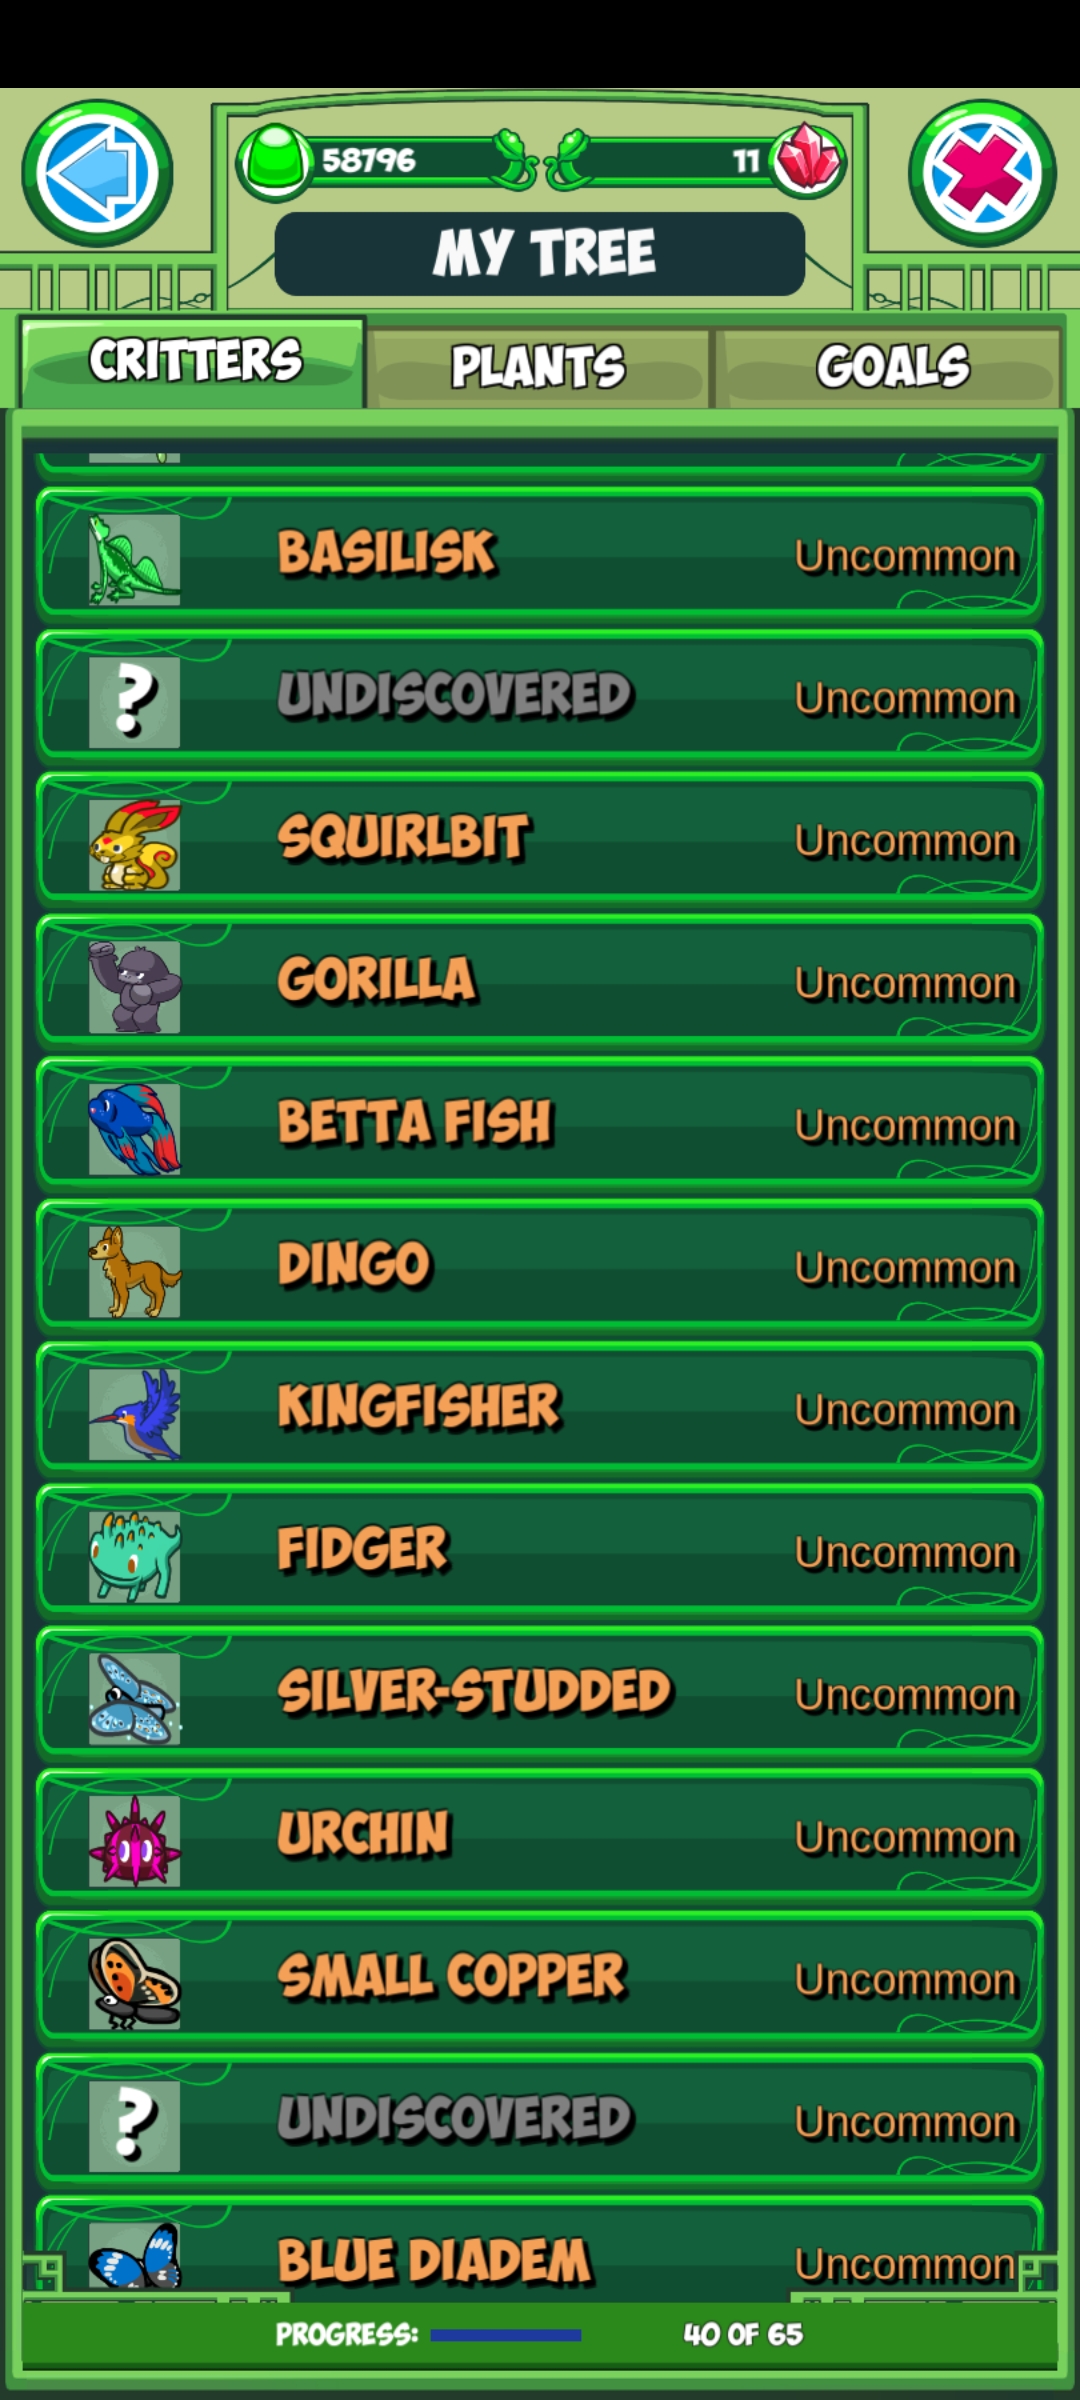 58796
11
MY TREE
CRITTERS
PLANTS
GOALS
BASILISK
Uncommon
?
UNDISCOVERED
Uncommon
SQUIRLBIT
Uncommon
GORILLA
Uncommon
BETTA FISH
Uncommon
DINGO
Uncommon
KINGFISHER
Uncommon
FIDGER
Uncommon
SILVER-STUDDED
Uncommon
URCHIN
Uncommon
SMALL COPPER
Uncommon
?
UNDISCOVERED
Uncommon
BLUE DIADEM
Uncommon
PROGRESS:
40 OF 65